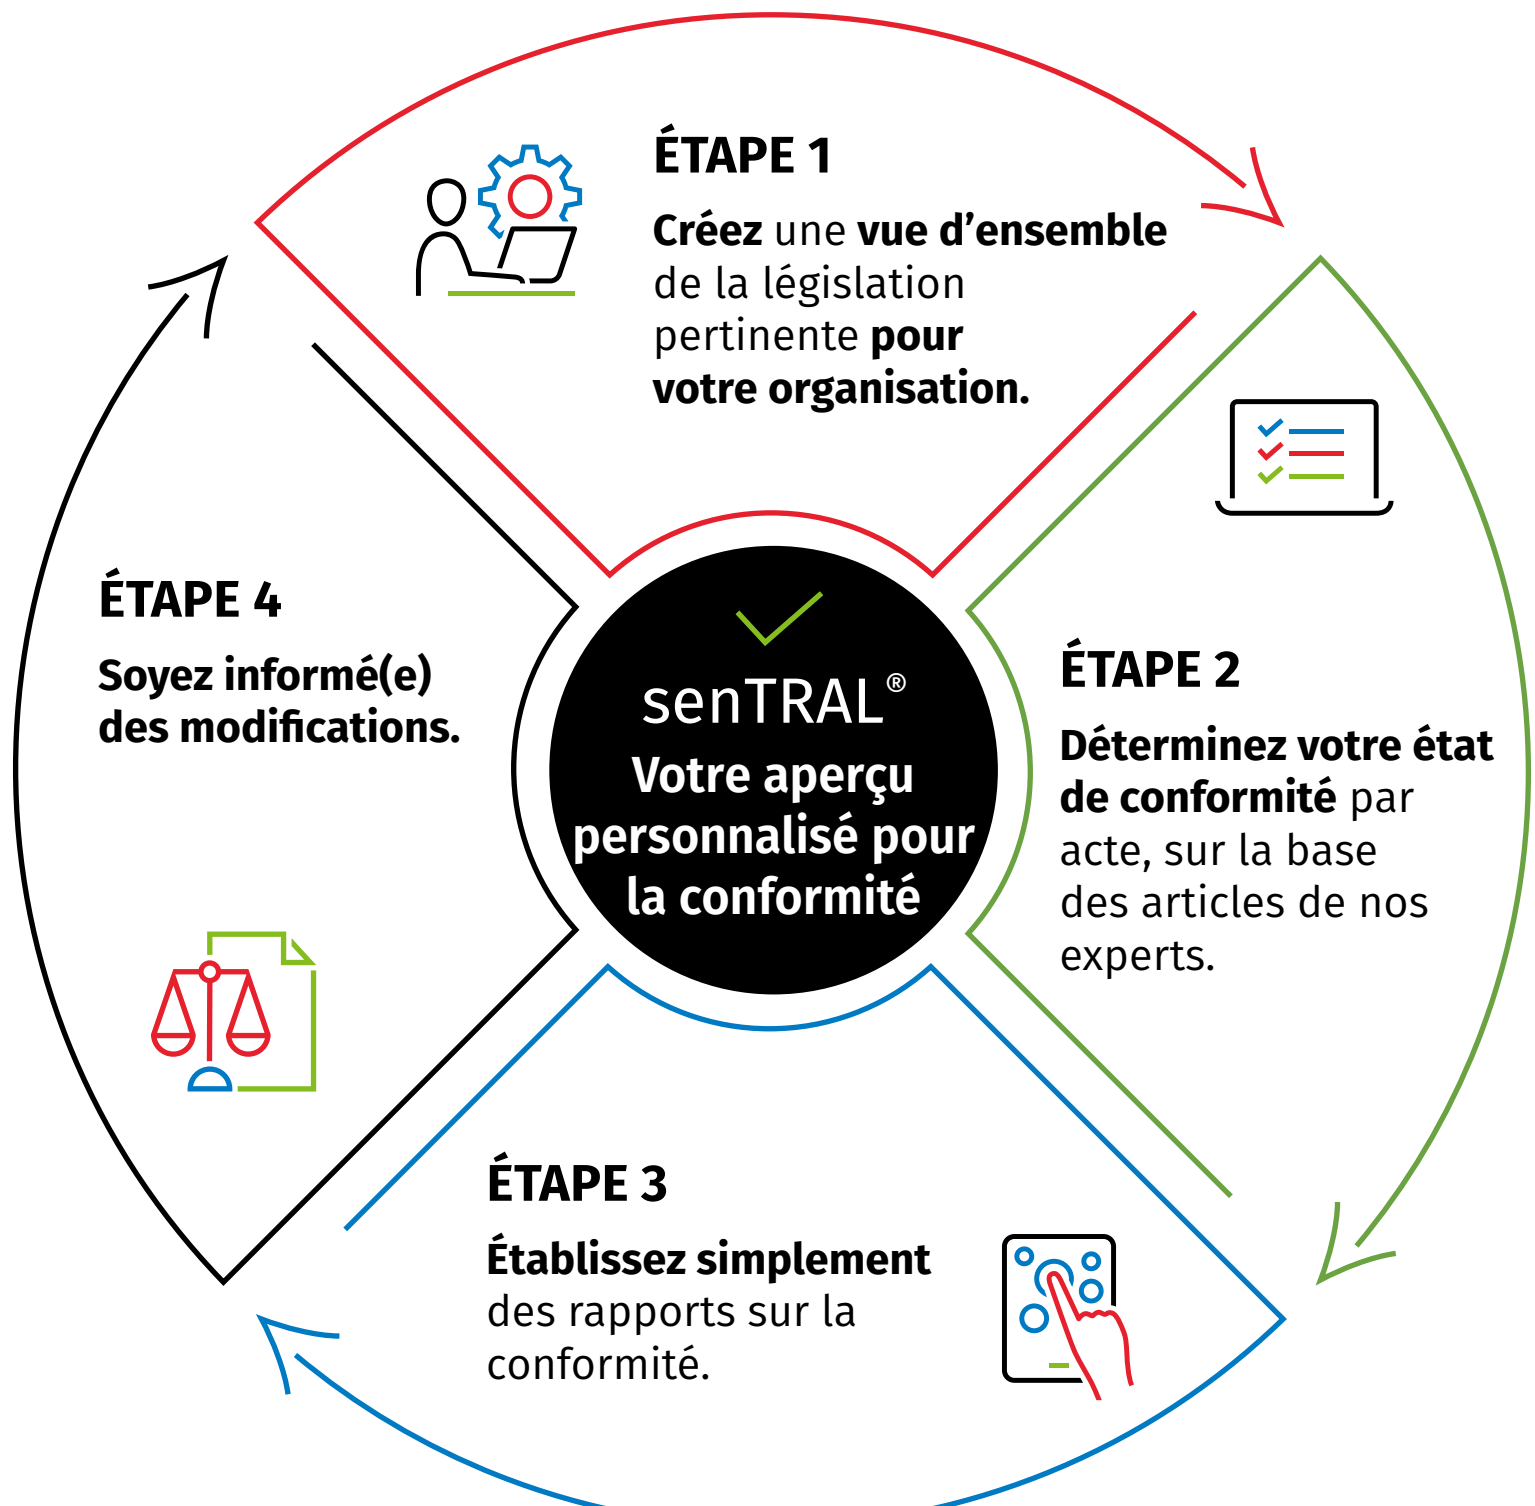 ÉTAPE 1
Créez une vue d’ensemble
de la législation
pertinente pour
votre organisation.
ÉTAPE 2
Déterminez votre état
de conformité par
acte, sur la base
des articles de nos
experts.
ÉTAPE 3
Établissez simplement
des rapports sur la
conformité.
ÉTAPE 4
Soyez informé(e)
des modifications.
senTRAL®
Votre aperçu
personnalisé pour
la conformité